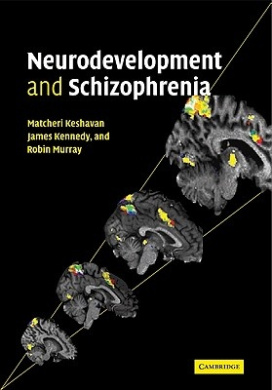 Neurodevelopment
and Schizophrenia
Matcheri Keshavan
James Kennedy, and
Robin Murray
CAMBRIDGE